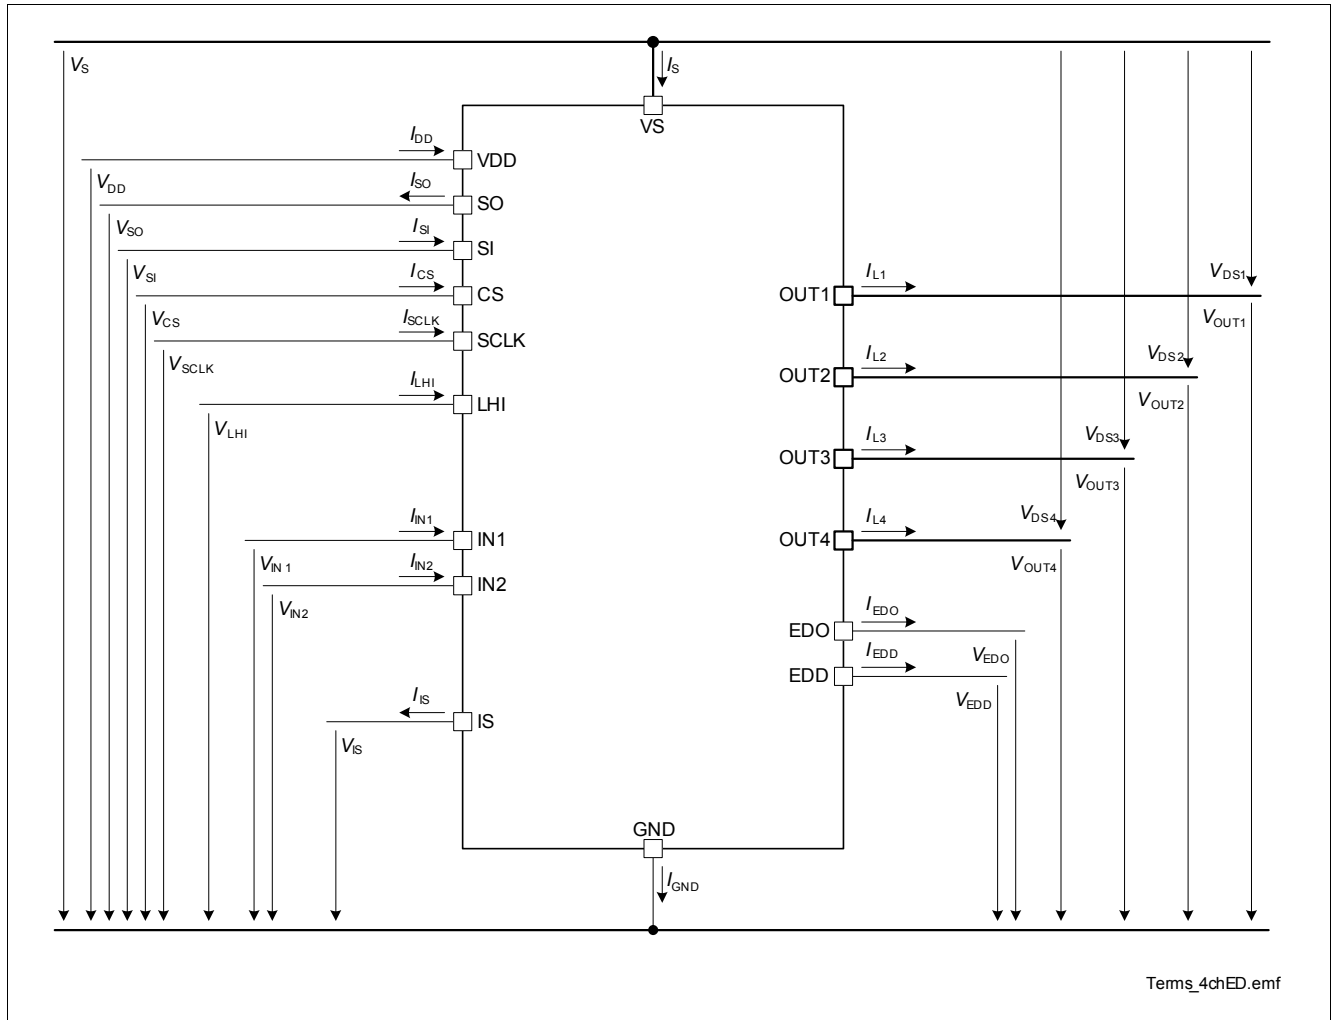 VS
IS
VS
IDD
VDD
VDD
ISO
VDD
SO
ISI
VSO
SI
ICS
VSI
CS
ISCLK
VCS
SCLK
VSCLK
ILHI
LHI
VLHI
IIN1
IN1
VIN 1
IIN2
IN2
VIN2
IIS
IS
VIS
VDS1
IL1
OUT1
VOUT1
VDS2
IL2
OUT2
VOUT2
VDS3
IL3
OUT3
VOUT3
VDS4
IL4
OUT4
VOUT4
IEDO
EDO
VEDO
IEDD
EDD
VEDD
GND
IGND
Terms_4chED.emf